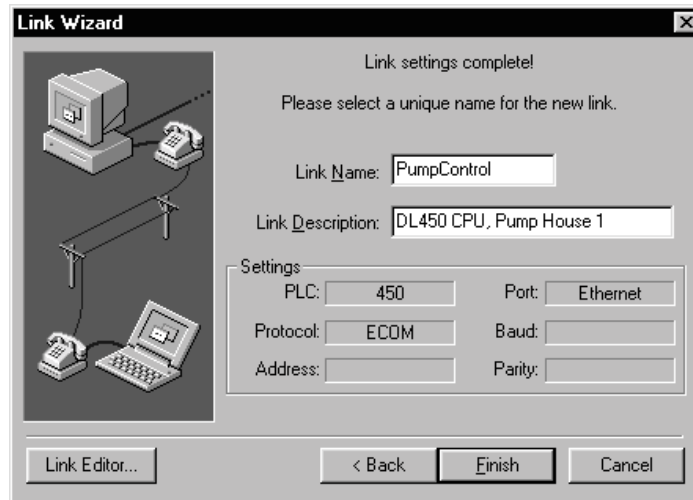 Link Wizard
Link settings complete!
Please select a unique name for the new link.
Link Name: PumpControl
Link Description: DL450 CPU, Pump House 1
Settings
PLC: 450 Port: Ethernet
Protocol: ECOM Baud:
Address: Parity:
Link Editor... < Back Finish Cancel